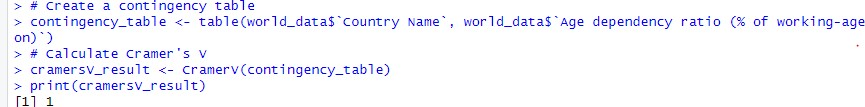 > # Create a contingency table
> contingency_table <- table(world_data$`Country Name`, world_data$`Age dependency ratio (% of working-age
on)`)
> # Calculate Cramer's V
> cramersV_result <- CramerV(contingency_table)
> print(cramersV_result)
[1] 1